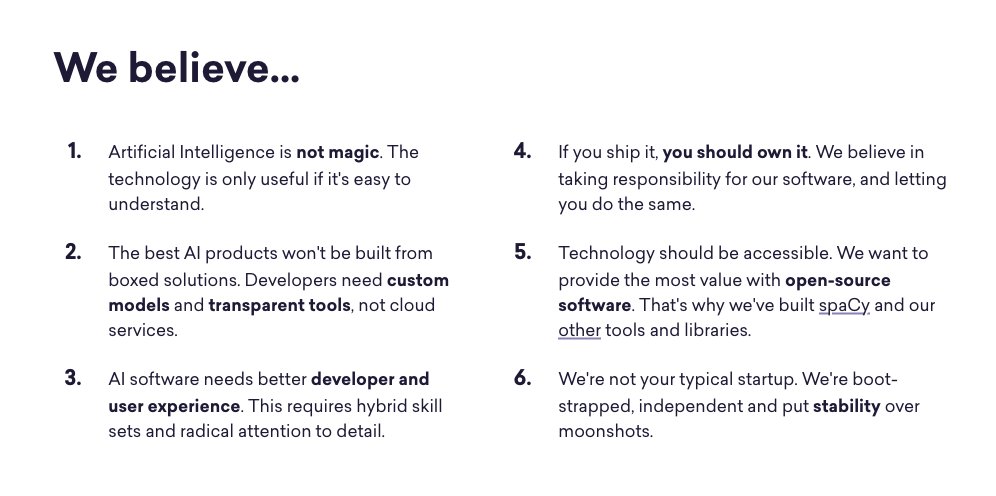 We believe...
1. Artificial Intelligence is not magic. The
technology is only useful if it's easy to
understand.
2. The best AI products won't be built from
boxed solutions. Developers need custom
models and transparent tools, not cloud
services.
3. AI software needs better developer and
user experience. This requires hybrid skill
sets and radical attention to detail.
4. If you ship it, you should own it. We believe in
taking responsibility for our software, and letting
you do the same.
5. Technology should be accessible. We want to
provide the most value with open-source
software. That's why we've built spaCy and our
other tools and libraries.
6. We're not your typical startup. We're boot-
strapped, independent and put stability over
moonshots.